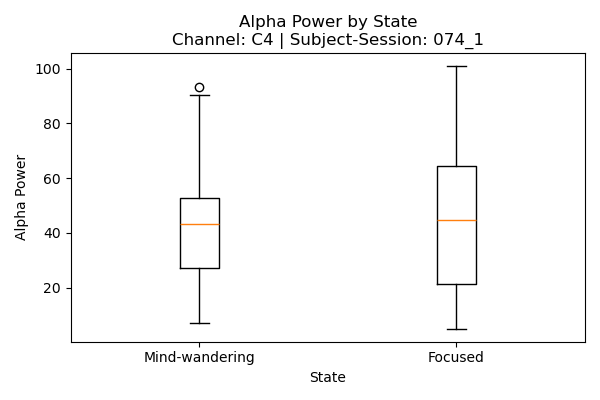 Alpha Power by State
Channel: C4 | Subject-Session: 074_1
100
80
60
40
20
Alpha Power
Mind-wandering
Focused
State